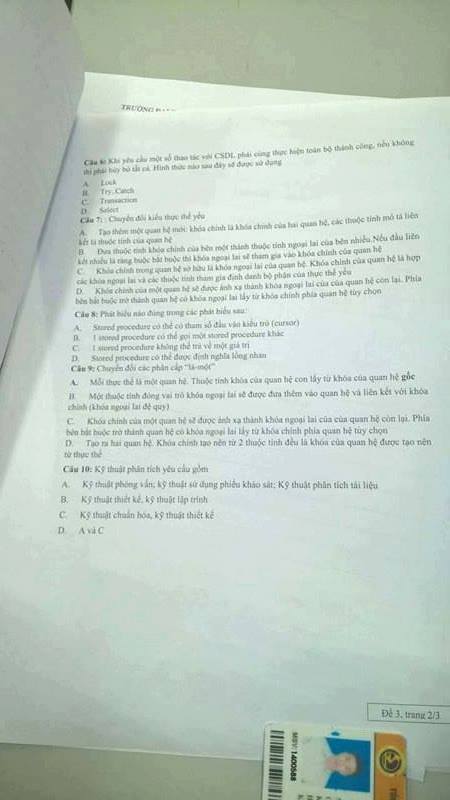 TRƯỜNG
Câu 6: Khi yêu cầu một số thao tác với CSDL phải cùng thực hiện toàn bộ thành công, nếu không
thì phải hủy bỏ tất cả. Hình thức nào sau đây sẽ được sử dụng
A. Lock
B. Try, Catch
C. Transaction
D. Select
Câu 7: : Chuyển đổi kiểu thực thể yếu
A. Tạo thêm một quan hệ mới: khóa chính là khóa chính của hai quan hệ, các thuộc tính mô tả liên
kết là thuộc tính của quan hệ
B. Đưa thuộc tính khóa chính của bên một thành thuộc tính ngoại lai của bên nhiều.Nếu đầu liên
kết nhiều là ràng buộc bắt buộc thì khóa ngoại lai sẽ tham gia vào khóa chính của quan hệ
C. Khóa chính trong quan hệ sở hữu là khóa ngoại lai của quan hệ. Khóa chính của quan hệ là hợp
các khóa ngoại lai và các thuộc tính tham gia định danh bộ phận của thực thể yếu
D. Khóa chính của một quan hệ sẽ được ánh xạ thành khóa ngoại lai của của quan hệ còn lại. Phía
bên bắt buộc trở thành quan hệ có khóa ngoại lai lấy từ khóa chính phía quan hệ tùy chọn
Câu 8: Phát biểu nào đúng trong các phát biểu sau:
A. Stored procedure có thể có tham số đầu vào kiểu trỏ (cursor)
B. 1 stored procedure có thể gọi một stored procedure khác
C. 1 stored procedure không thể trả về một giá trị
D. Stored procedure có thể được định nghĩa lồng nhau
Câu 9: Chuyển đổi các phân cấp "là-một"
A. Mỗi thực thể là một quan hệ. Thuộc tính khóa của quan hệ con lấy từ khóa của quan hệ gốc
B. Một thuộc tính đóng vai trò khóa ngoại lai sẽ được đưa thêm vào quan hệ và liên kết với khóa
chính (khóa ngoại lai đệ quy)
C. Khóa chính của một quan hệ sẽ được ánh xạ thành khóa ngoại lai của của quan hệ còn lại. Phía
bên bắt buộc trở thành quan hệ có khóa ngoại lai lấy từ khóa chính phía quan hệ tùy chọn
D. Tạo ra hai quan hệ. Khóa chính tạo nên từ 2 thuộc tính đều là khóa của quan hệ được tạo nên
từ thực thể
Câu 10: Kỹ thuật phân tích yêu cầu gồm
A. Kỹ thuật phỏng vấn; kỹ thuật sử dụng phiếu khảo sát; Kỹ thuật phân tích tài liệu
B. Kỹ thuật thiết kế, kỹ thuật lập trình
C. Kỹ thuật chuẩn hóa, kỹ thuật thiết kế
D. A và C
Đề 3, trang 2/3
MSV: 1400588